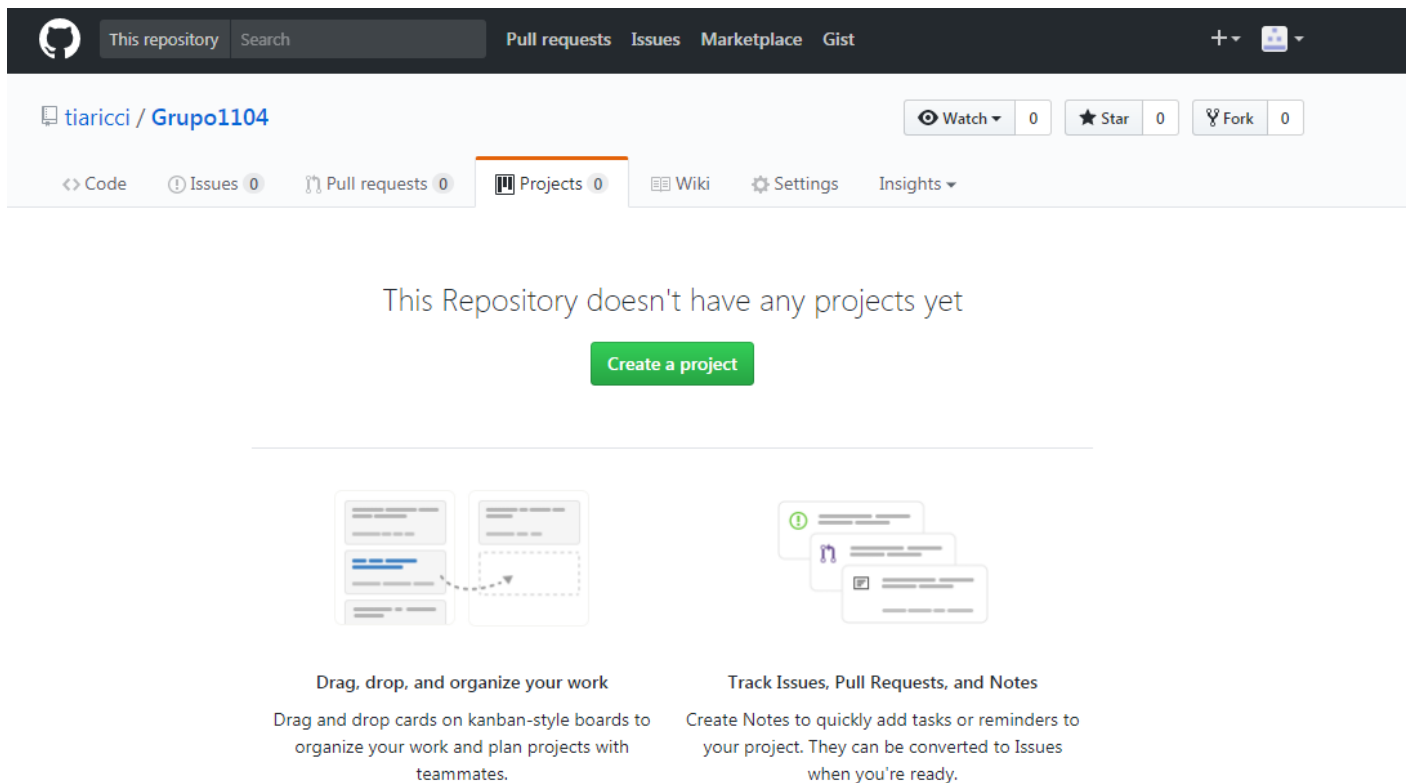 This repository Search Pull requests Issues Marketplace Gist
tiaricci / Grupo1104 Watch 0 Star 0 Fork 0
Code Issues 0 Pull requests 0 Projects 0 Wiki Settings Insights
This Repository doesn't have any projects yet
Create a project
Drag, drop, and organize your work
Drag and drop cards on kanban-style boards to
organize your work and plan projects with
teammates.
Track Issues, Pull Requests, and Notes
Create Notes to quickly add tasks or reminders to
your project. They can be converted to Issues
when you're ready.